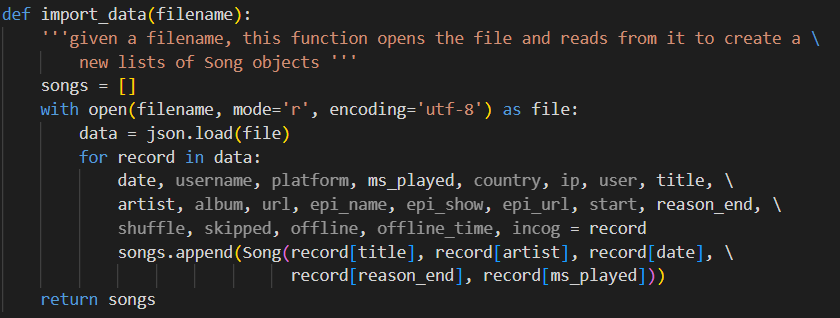 def import_data(filename):
'''given a filename, this function opens the file and reads from it to create a \
new lists of Song objects '''
songs = []
with open(filename, mode='r', encoding='utf-8') as file:
data = json.load(file)
for record in data:
date, username, platform, ms_played, country, ip, user, title, \
artist, album, url, epi_name, epi_show, epi_url, start, reason_end, \
shuffle, skipped, offline, offline_time, incog = record
songs.append(Song(record[title], record[artist], record[date], \
record[reason_end], record[ms_played]))
return songs